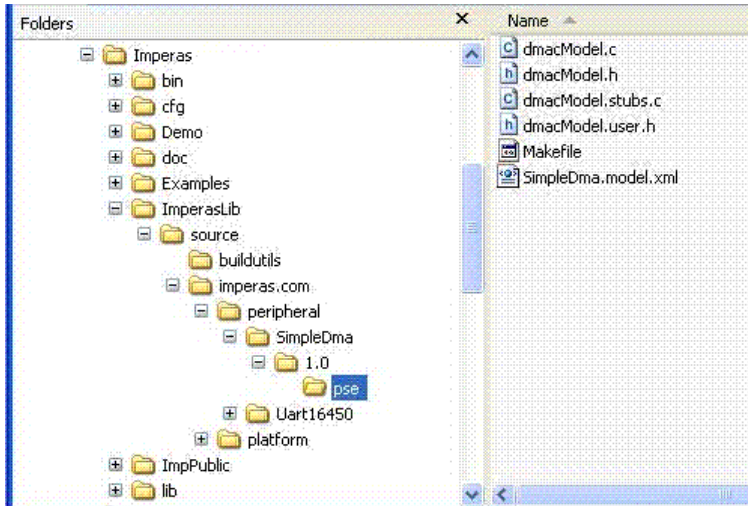 Folders
Imperas
bin
cfg
Demo
doc
Examples
ImperasLib
source
buildutils
imperas.com
peripheral
SimpleDma
1.0
pse
Uart16450
platform
ImpPublic
lib
Name
dmacModel.c
dmacModel.h
dmacModel.stubs.c
dmacModel.user.h
Makefile
SimpleDma.model.xml